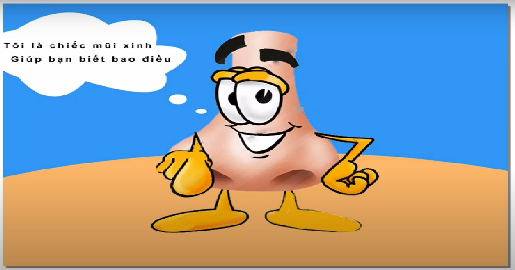 Tôi là chiếc mũi xinh
Giúp bạn biết bao điều